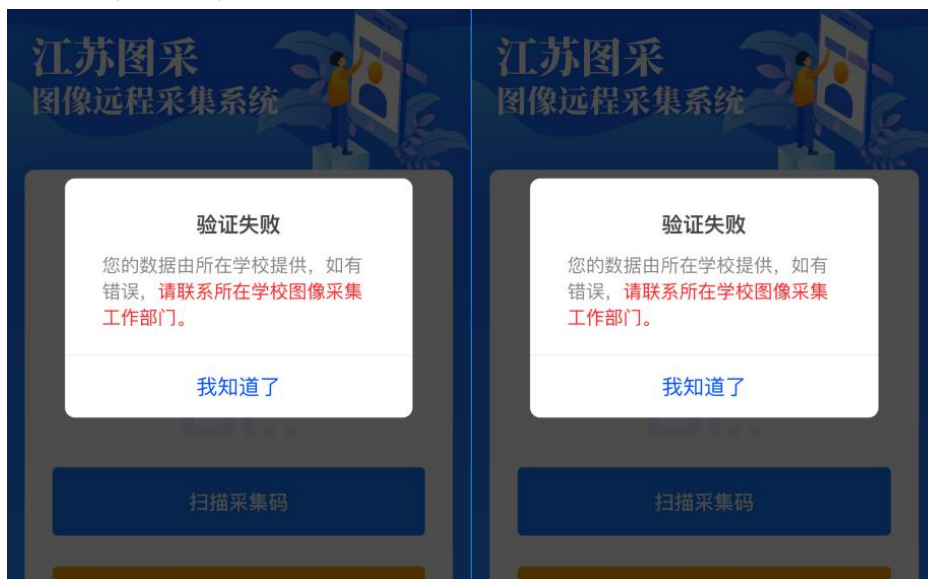 江苏图采
图像远程采集系统
验证失败
您的数据由所在学校提供，如有
错误，请联系所在学校图像采集
工作部门。
我知道了
扫描采集码
江苏图采
图像远程采集系统
验证失败
您的数据由所在学校提供，如有
错误，请联系所在学校图像采集
工作部门。
我知道了
扫描采集码